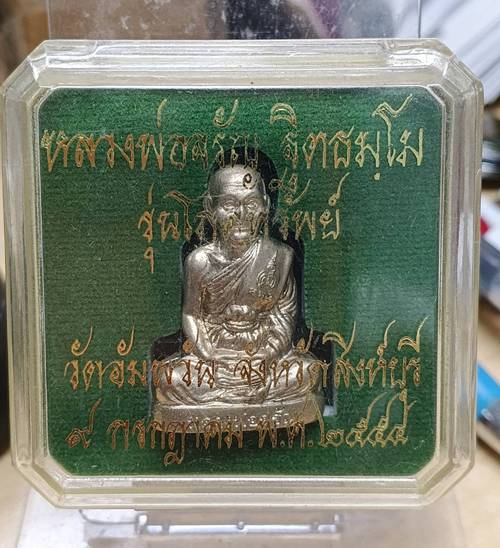 หลวงพ่อจรัญ ฐิตธมฺโม
รุ่นโภคทรัพย์
วัดอัมพวัน จังหวัดสิงห์บุรี
๙ กรกฎาคม พ.ศ.๒๕๕๔